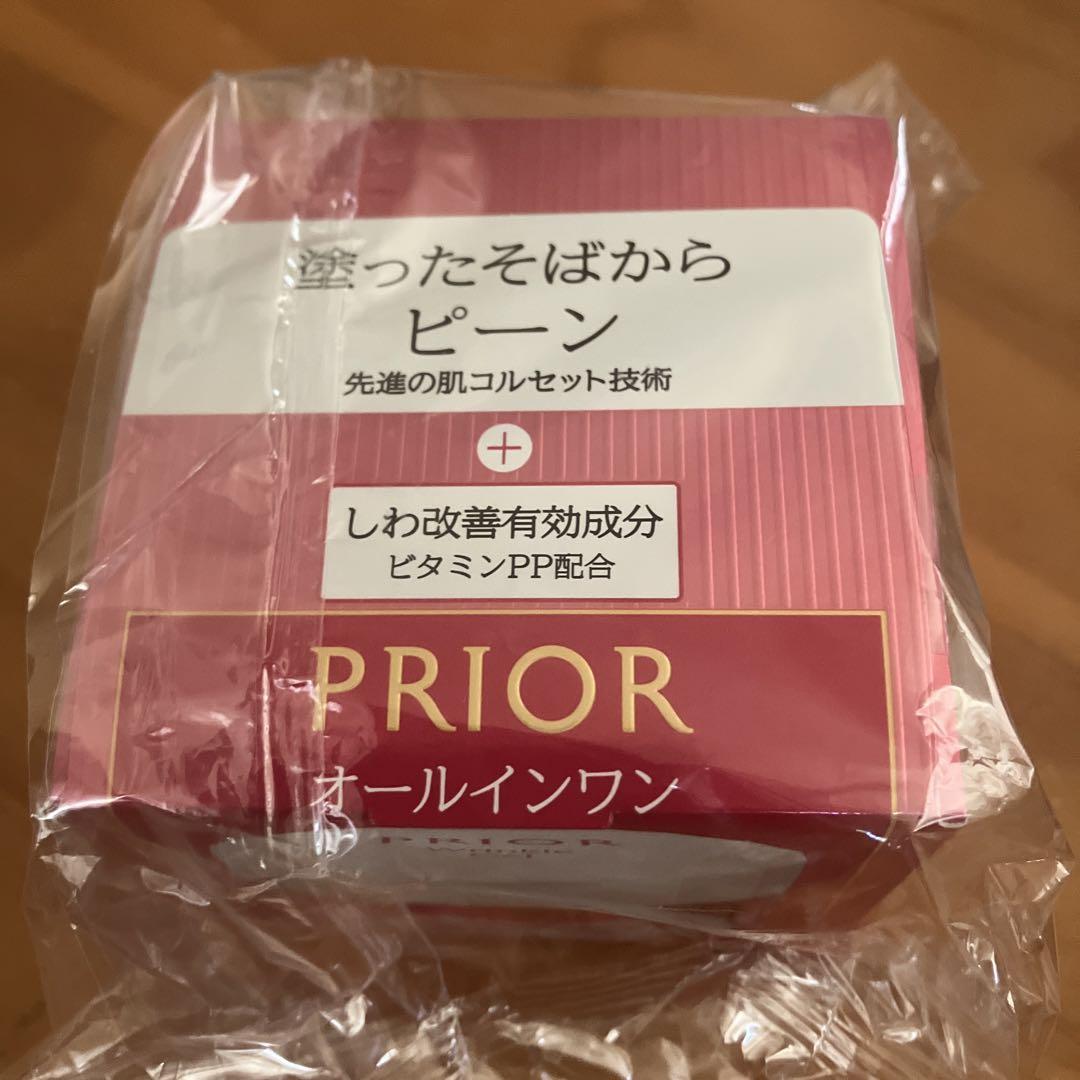 塗ったそばから
ピーン
先進の肌コルセット技術
+
しわ改善有効成分
ビタミンPP配合
PRIOR
オールインワン
PRIOR
Wrinkle